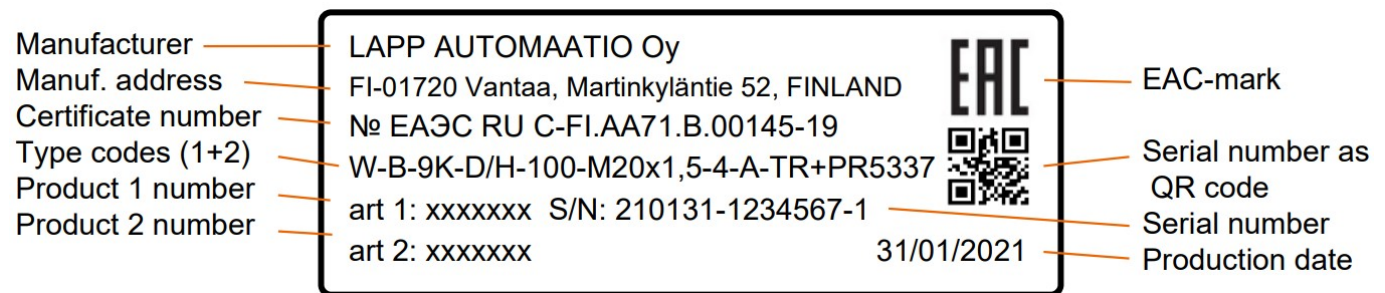 Manufacturer
Manuf. address
Certificate number
Type codes (1+2)
Product 1 number
Product 2 number
LAPP AUTOMAATIO Oy
FI-01720 Vantaa, Martinkyläntie 52, FINLAND
№ ЕАЭС RU C-FI.AA71.B.00145-19
W-B-9K-D/H-100-M20x1,5-4-A-TR+PR5337
art 1: xxxxxxx S/N: 210131-1234567-1
art 2: xxxxxxx
31/01/2021
EAC
EAC-mark
Serial number as
QR code
Serial number
Production date